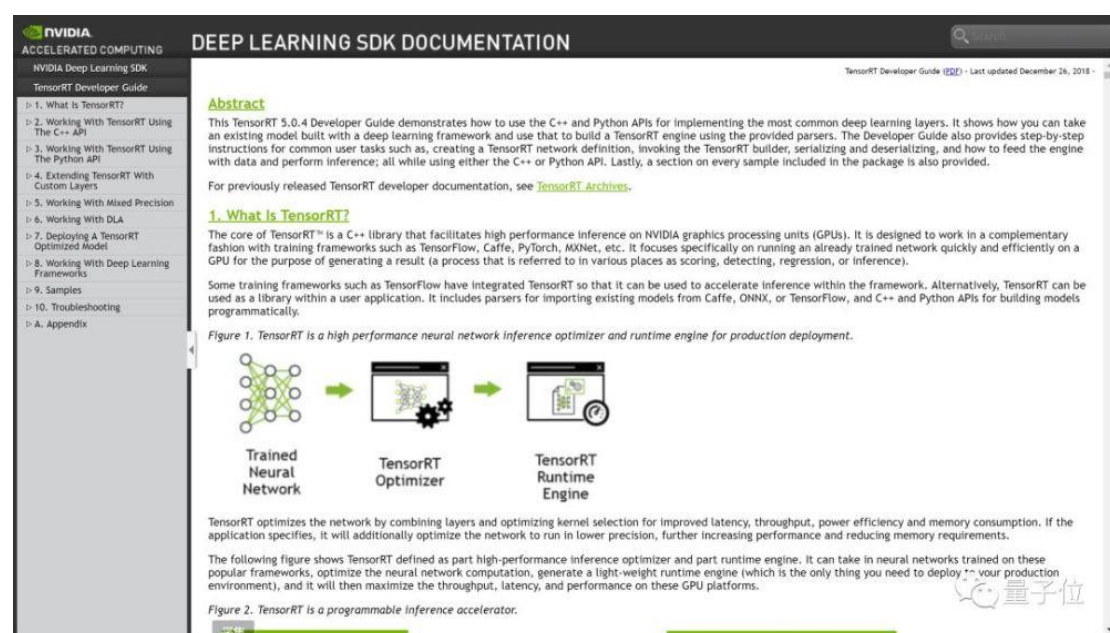 NVIDIA
ACCELERATED COMPUTING
DEEP LEARNING SDK DOCUMENTATION
Search
NVIDIA Deep Learning SDK
TensorRT Developer Guide
▷ 1. What Is TensorRT?
▷ 2. Working With TensorRT Using
The C++ API
▷ 3. Working With TensorRT Using
The Python API
▷ 4. Extending TensorRT With
Custom Layers
▷ 5. Working With Mixed Precision
▷ 6. Working With DLA
▷ 7. Deploying A TensorRT
Optimized Model
▷ 8. Working With Deep Learning
Frameworks
▷ 9. Samples
▷ 10. Troubleshooting
▷ A. Appendix
TensorRT Developer Guide (PDF) - Last updated December 26, 2018 -
Abstract
This TensorRT 5.0.4 Developer Guide demonstrates how to use the C++ and Python APIs for implementing the most common deep learning layers. It shows how you can take
an existing model built with a deep learning framework and use that to build a TensorRT engine using the provided parsers. The Developer Guide also provides step-by-step
instructions for common user tasks such as, creating a TensorRT network definition, invoking the TensorRT builder, serializing and deserializing, and how to feed the engine
with data and perform inference; all while using either the C++ or Python API. Lastly, a section on every sample included in the package is also provided.
For previously released TensorRT developer documentation, see TensorRT Archives.
1. What Is TensorRT?
The core of TensorRT™ is a C++ library that facilitates high performance inference on NVIDIA graphics processing units (GPUs). It is designed to work in a complementary
fashion with training frameworks such as TensorFlow, Caffe, PyTorch, MXNet, etc. It focuses specifically on running an already trained network quickly and efficiently on a
GPU for the purpose of generating a result (a process that is referred to in various places as scoring, detecting, regression, or inference).
Some training frameworks such as TensorFlow have integrated TensorRT so that it can be used to accelerate inference within the framework. Alternatively, TensorRT can be
used as a library within a user application. It includes parsers for importing existing models from Caffe, ONNX, or TensorFlow, and C++ and Python APIs for building models
programmatically.
Figure 1. TensorRT is a high performance neural network inference optimizer and runtime engine for production deployment.
Trained
Neural
Network
TensorRT
Optimizer
TensorRT
Runtime
Engine
TensorRT optimizes the network by combining layers and optimizing kernel selection for improved latency, throughput, power efficiency and memory consumption. If the
application specifies, it will additionally optimize the network to run in lower precision, further increasing performance and reducing memory requirements.
The following figure shows TensorRT defined as part high-performance inference optimizer and part runtime engine. It can take in neural networks trained on these
popular frameworks, optimize the neural network computation, generate a light-weight runtime engine (which is the only thing you need to deploy to your production
environment), and it will then maximize the throughput, latency, and performance on these GPU platforms.
Figure 2. TensorRT is a programmable inference accelerator.
量子位